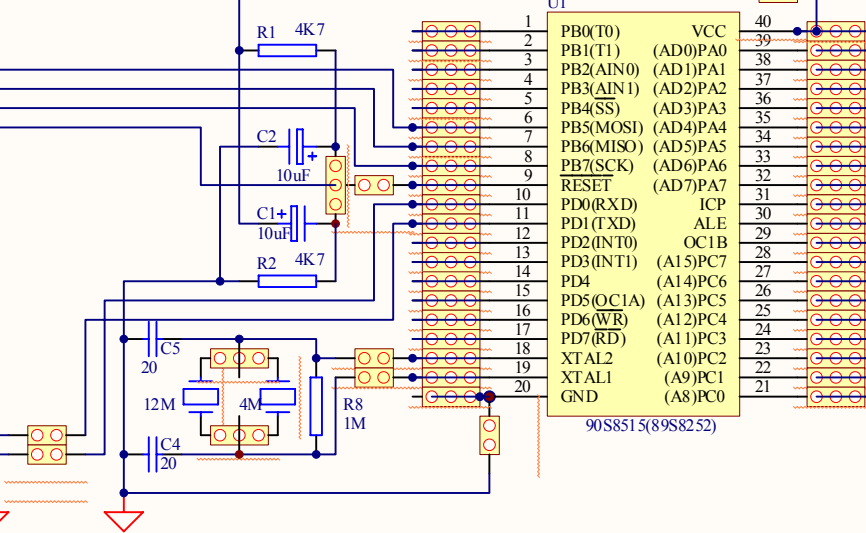 U1
R1 4K7
1 PB0(T0) VCC 40
2 PB1(T1) (AD0)PA0 39
3 PB2(AIN0) (AD1)PA1 38
4 PB3(AIN1) (AD2)PA2 37
5 PB4(SS) (AD3)PA3 36
6 PB5(MOSI) (AD4)PA4 35
7 PB6(MISO) (AD5)PA5 34
8 PB7(SCK) (AD6)PA6 33
9 RESET (AD7)PA7 32
10 PD0(RXD) ICP 31
11 PD1(TXD) ALE 30
12 PD2(INT0) OC1B 29
13 PD3(INT1) (A15)PC7 28
14 PD4 (A14)PC6 27
15 PD5(OC1A) (A13)PC5 26
16 PD6(WR) (A12)PC4 25
17 PD7(RD) (A11)PC3 24
18 XTAL2 (A10)PC2 23
19 XTAL1 (A9)PC1 22
20 GND (A8)PC0 21
90S8515(89S8252)
C2
10uF
C1
10uF
R2 4K7
C5
20
12M
4M
R8
1M
C4
20